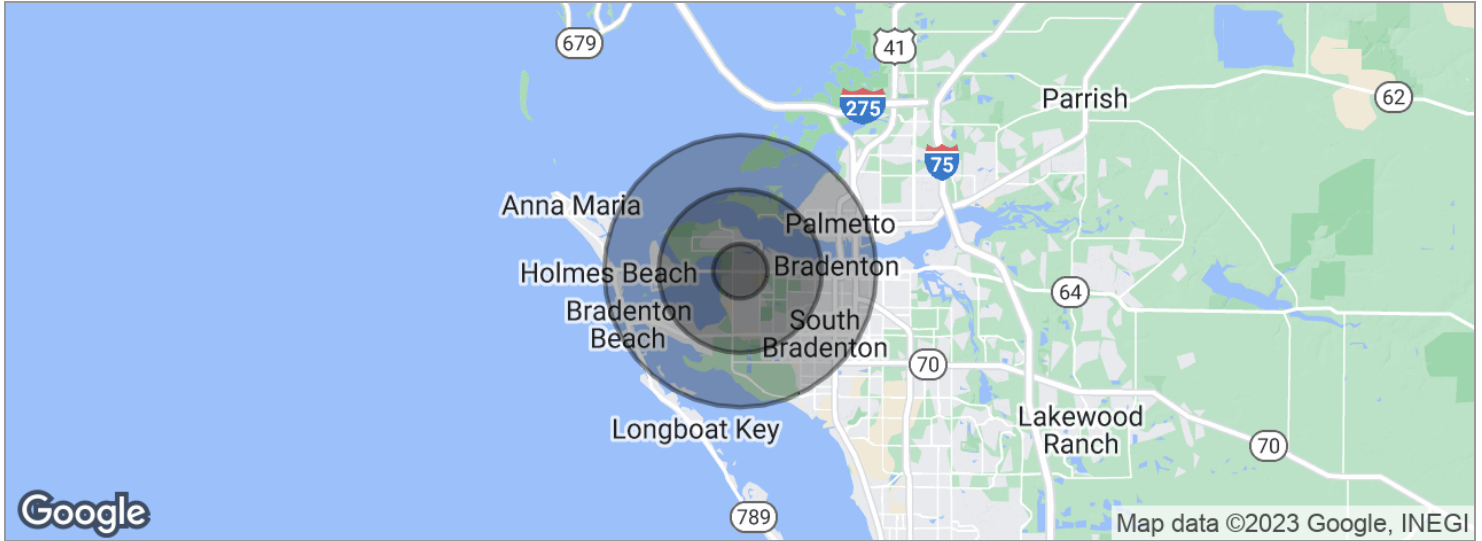 679
41
275
Parrish
62
75
Anna Maria
Palmetto
Holmes Beach
Bradenton
64
Bradenton
Beach
South
Bradenton
70
Longboat Key
Lakewood
Ranch
70
789
Google
Map data ©2023 Google, INEGI